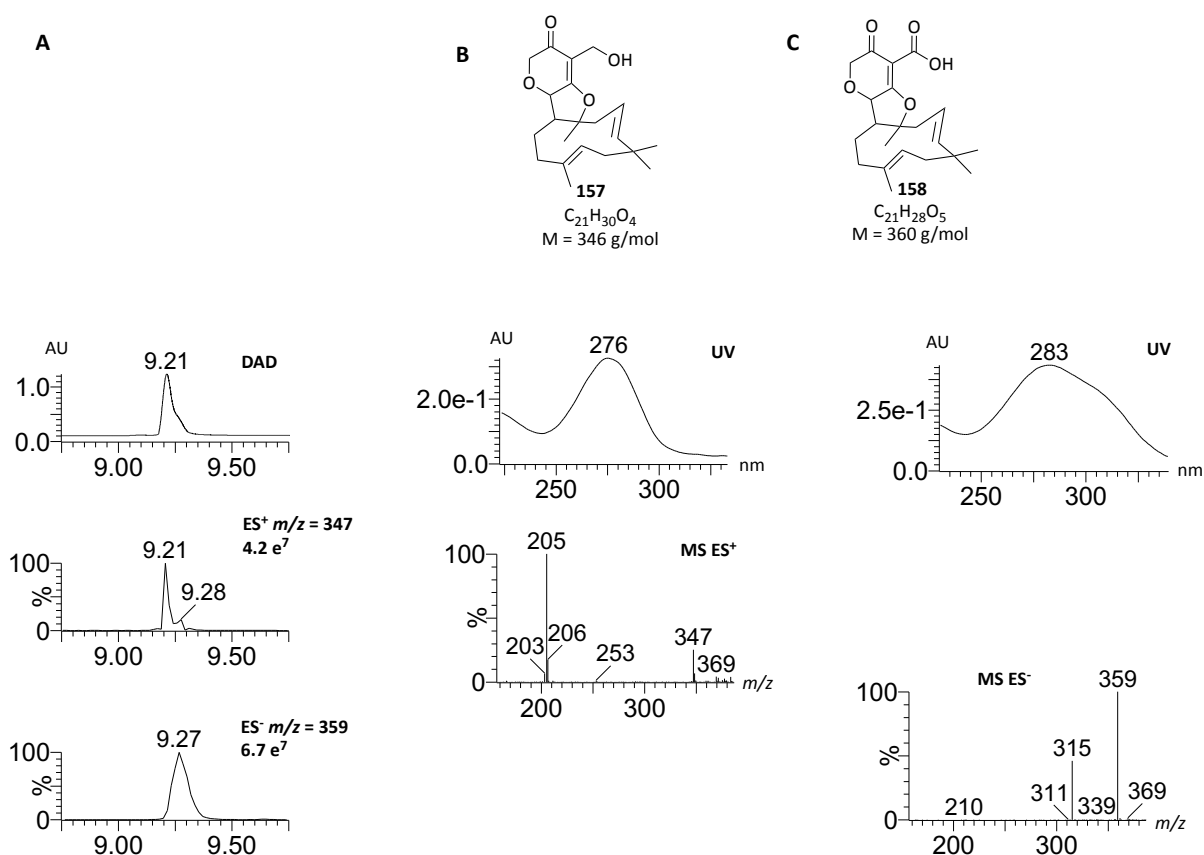 A
B
O
OH
O
O
157
C₂₁H₃₀O₄
M = 346 g/mol
C
O
O
OH
O
O
158
C₂₁H₂₈O₅
M = 360 g/mol
AU
9.21
DAD
1.0
0.0
9.00
9.50
ES⁺ m/z = 347
4.2 e⁷
9.21
9.28
100
%
0
9.00
9.50
ES⁻ m/z = 359
6.7 e⁷
9.27
100
%
0
9.00
9.50
AU
276
UV
2.0e-1
0.0
250
300
nm
205
MS ES⁺
100
%
203
206
253
347
369
0
200
300
m/z
AU
283
UV
2.5e-1
0.0
250
300
nm
MS ES⁻
359
100
%
315
311
339
369
210
0
200
300
m/z